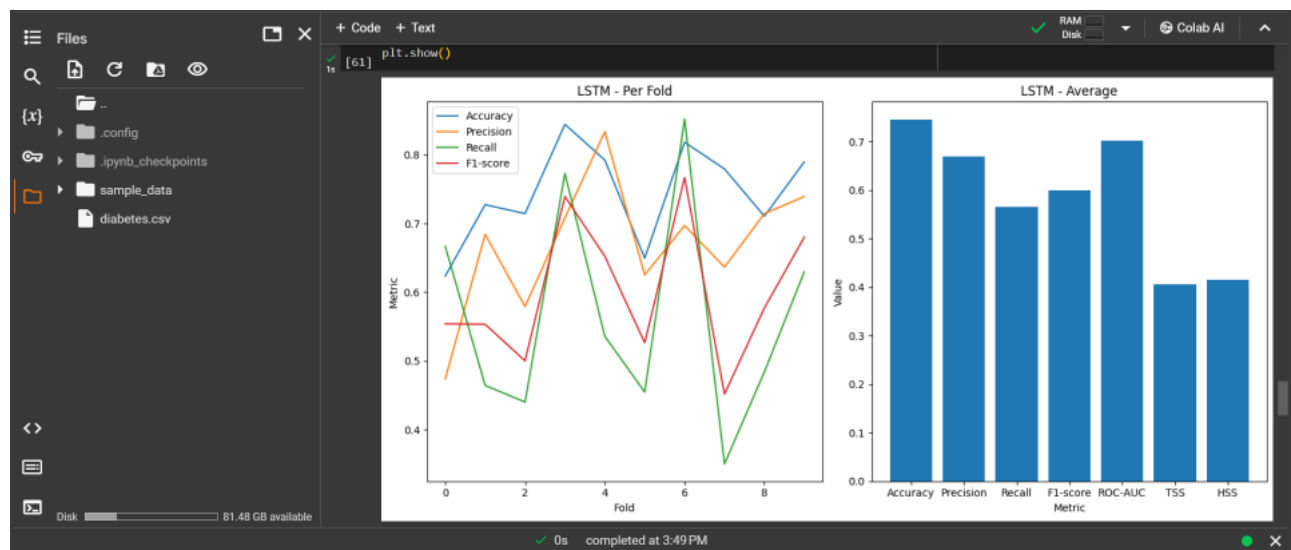 Files
..
.config
.ipynb_checkpoints
sample_data
diabetes.csv
{x}
Disk 81.48 GB available
+ Code + Text
RAM
Disk
Colab AI
1s
[61]
plt.show()
LSTM - Per Fold
Accuracy
Precision
Recall
F1-score
Metric
0.8
0.7
0.6
0.5
0.4
0 2 4 6 8
Fold
LSTM - Average
Value
0.7
0.6
0.5
0.4
0.3
0.2
0.1
0.0
Accuracy Precision Recall F1-score ROC-AUC TSS HSS
Metric
0s completed at 3:49 PM